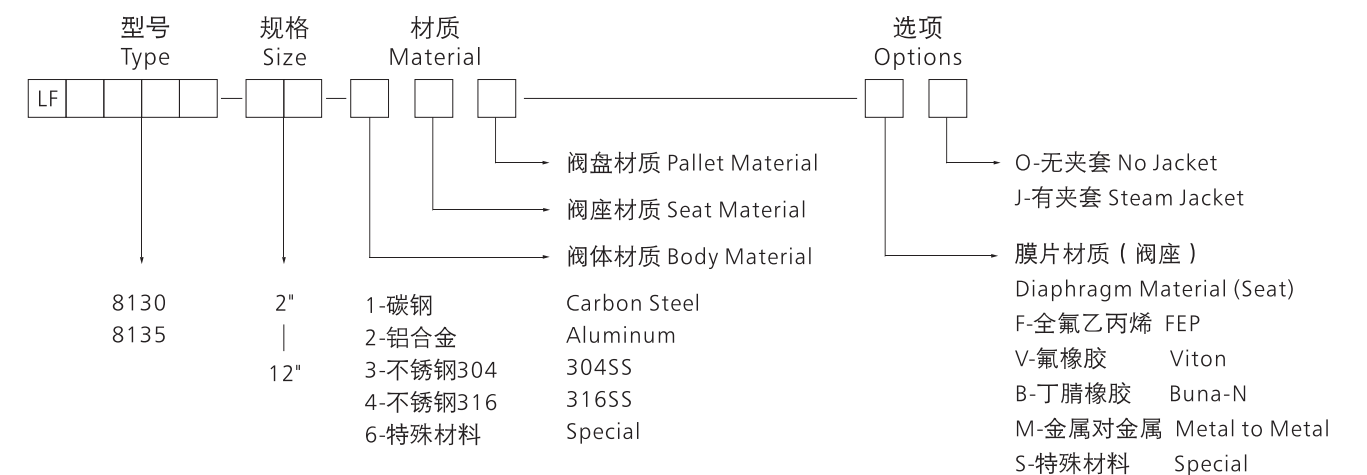 型号 规格 材质 选项
Type Size Material Options
LF
阀盘材质 Pallet Material
O-无夹套 No Jacket
J-有夹套 Steam Jacket
阀座材质 Seat Material
阀体材质 Body Material
膜片材质(阀座)
Diaphragm Material (Seat)
8130 2" 1-碳钢 Carbon Steel
8135 2-铝合金 Aluminum
12" 3-不锈钢304 304SS
4-不锈钢316 316SS
6-特殊材料 Special
F-全氟乙丙烯 FEP
V-氟橡胶 Viton
B-丁腈橡胶 Buna-N
M-金属对金属 Metal to Metal
S-特殊材料 Special